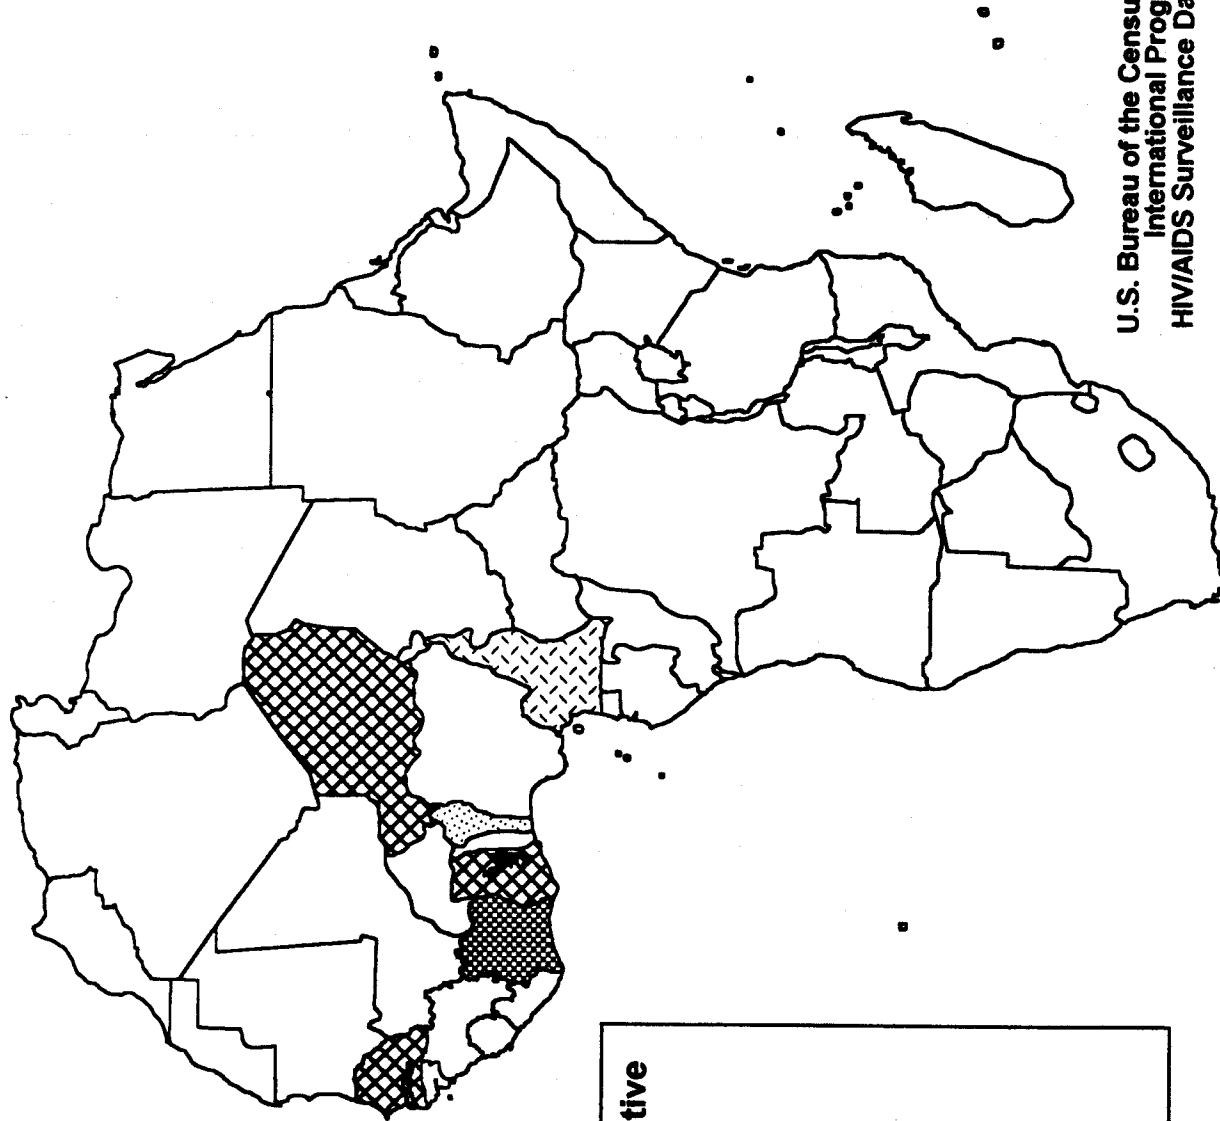 U.S. Bureau of the Censu
International Prog
HIV/AIDS Surveillance Da
tive